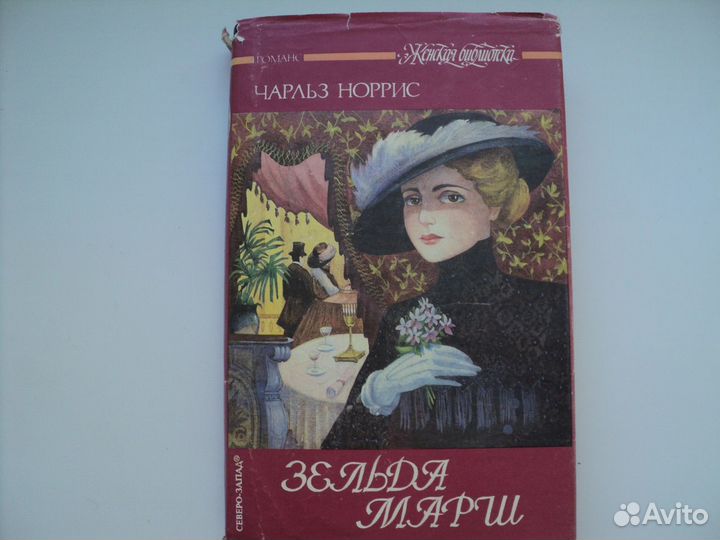 РОМАНС
Женская библиотека
ЧАРЛЬЗ НОРРИС
СЕВЕРО-ЗАПАД®
ЗЕЛЬДА
МАРШ
Avito